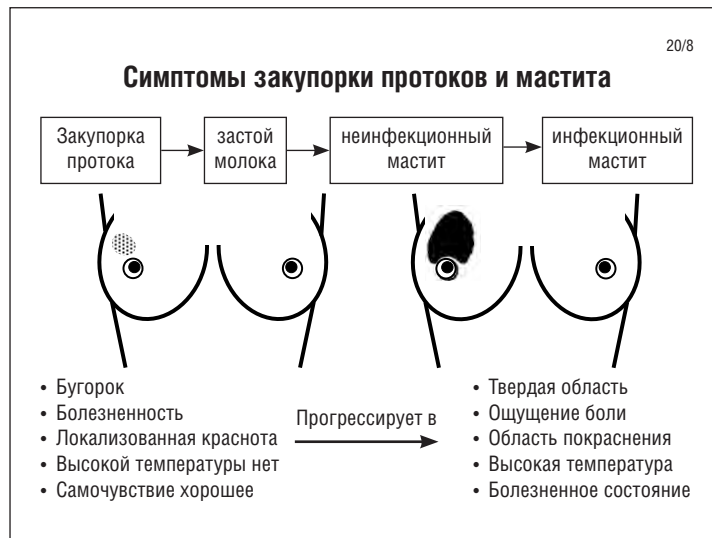 20/8
Симптомы закупорки протоков и мастита
Закупорка
протока
застой
молока
неинфекционный
мастит
инфекционный
мастит
• Бугорок
• Болезненность
• Локализованная краснота
• Высокой температуры нет
• Самочувствие хорошее
Прогрессирует в
• Твердая область
• Ощущение боли
• Область покраснения
• Высокая температура
• Болезненное состояние